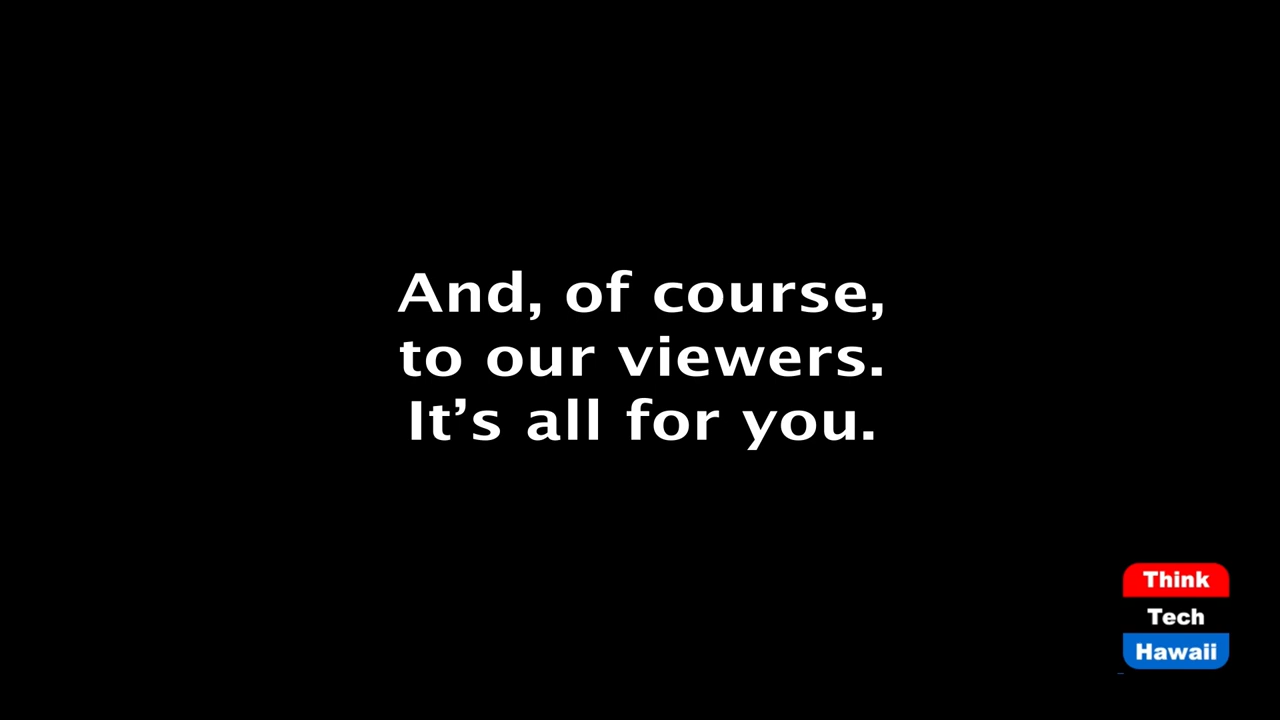 And, of course,
to our viewers.
It’s all for you.
Think
Tech
Hawaii